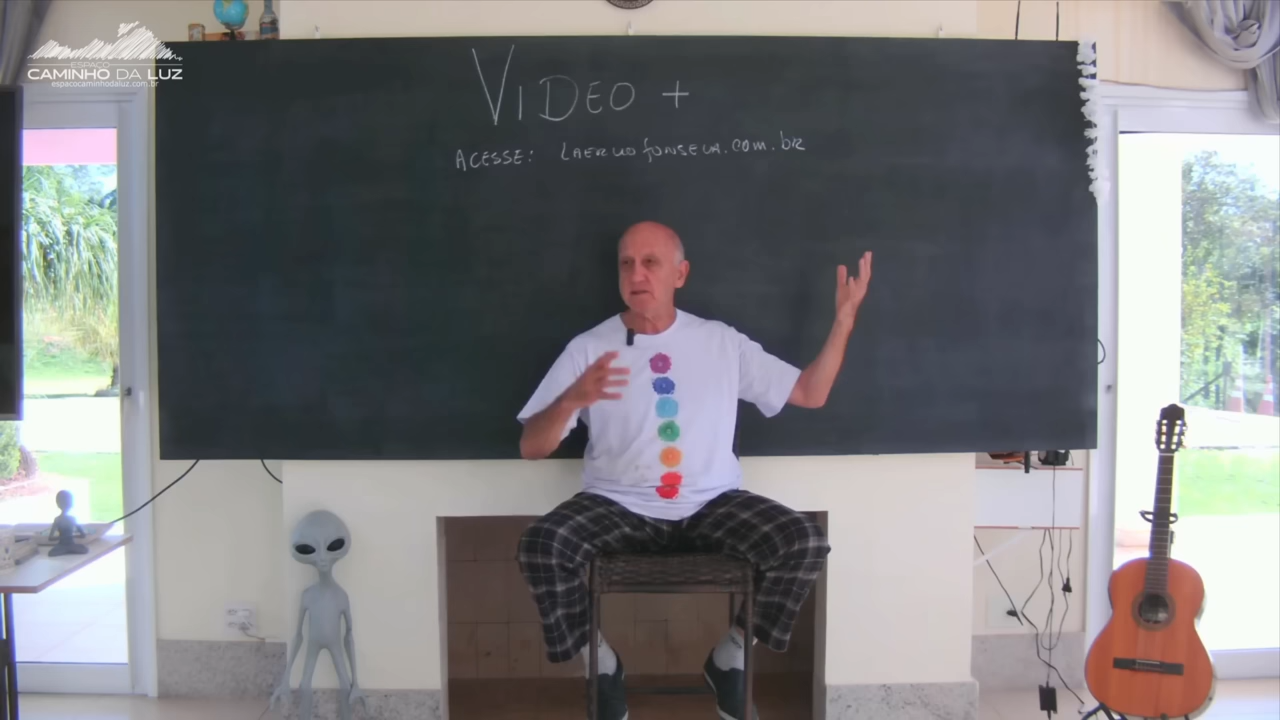 ESPAÇO
CAMINHO DA LUZ
espacocaminhodaluz.com.br
VIDEO +
ACESSE: LAERCIOFONSECA.COM.BR